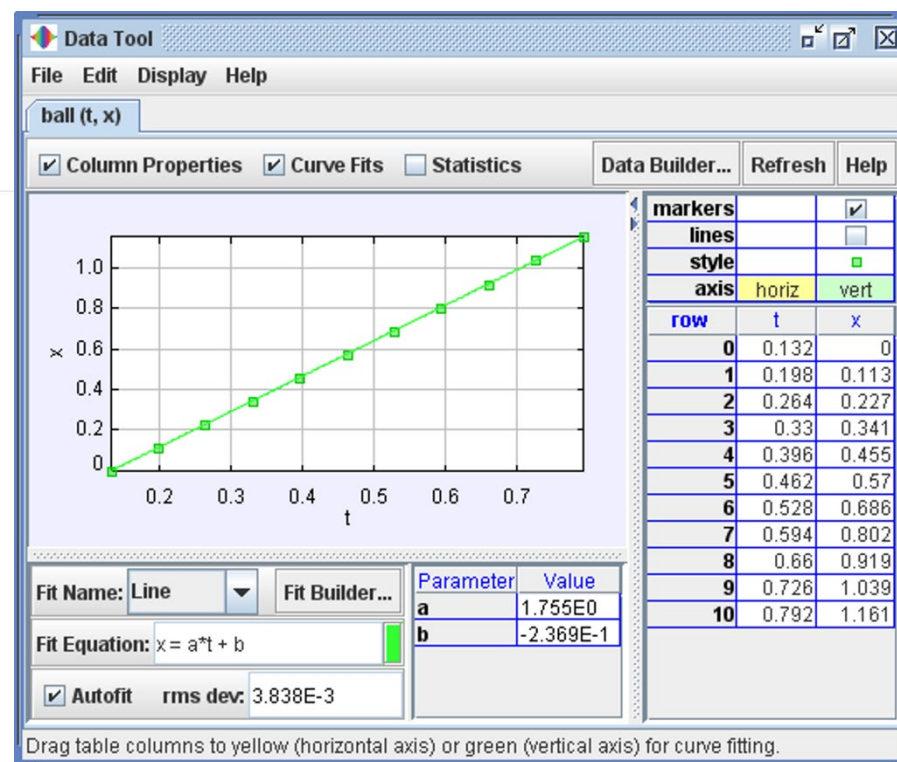 Data Tool
File Edit Display Help
ball (t, x)
Column Properties Curve Fits Statistics Data Builder... Refresh Help
1.0
0.8
0.6
0.4
0.2
0
x
0.2 0.3 0.4 0.5 0.6 0.7
t
markers
lines
style
axis horiz vert
row t x
0 0.132 0
1 0.198 0.113
2 0.264 0.227
3 0.33 0.341
4 0.396 0.455
5 0.462 0.57
6 0.528 0.686
7 0.594 0.802
8 0.66 0.919
9 0.726 1.039
10 0.792 1.161
Fit Name: Line Fit Builder...
Fit Equation: x = a*t + b
Autofit rms dev: 3.838E-3
Parameter Value
a 1.755E0
b -2.369E-1
Drag table columns to yellow (horizontal axis) or green (vertical axis) for curve fitting.